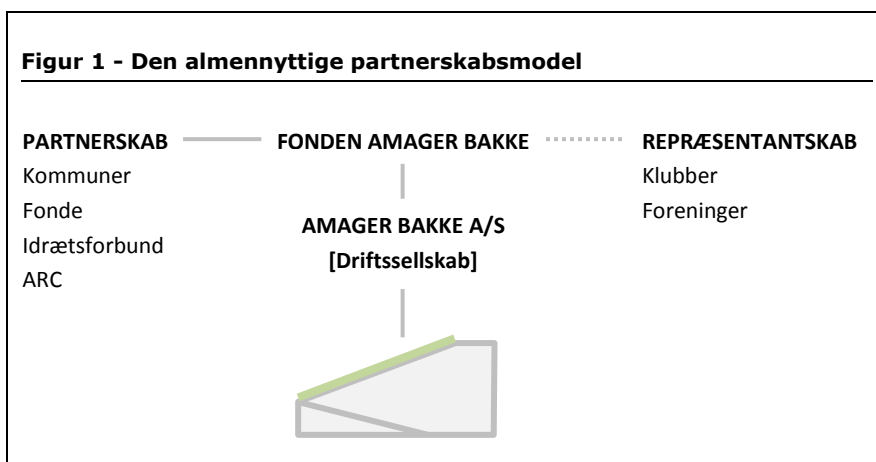 Figur 1 - Den almennyttige partnerskabsmodel
PARTNERSKAB
Kommuner
Fonde
Idrætsforbund
ARC
FONDEN AMAGER BAKKE
AMAGER BAKKE A/S
[Driftssellskab]
REPRÆSENTANTSKAB
Klubber
Foreninger